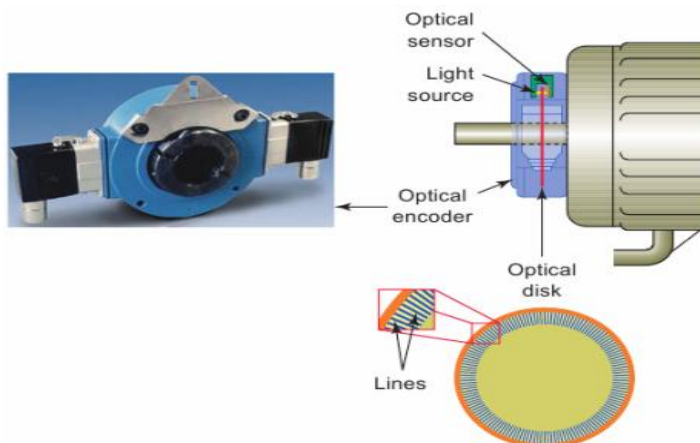 Optical
sensor
Light
source
Optical
encoder
Optical
disk
Lines